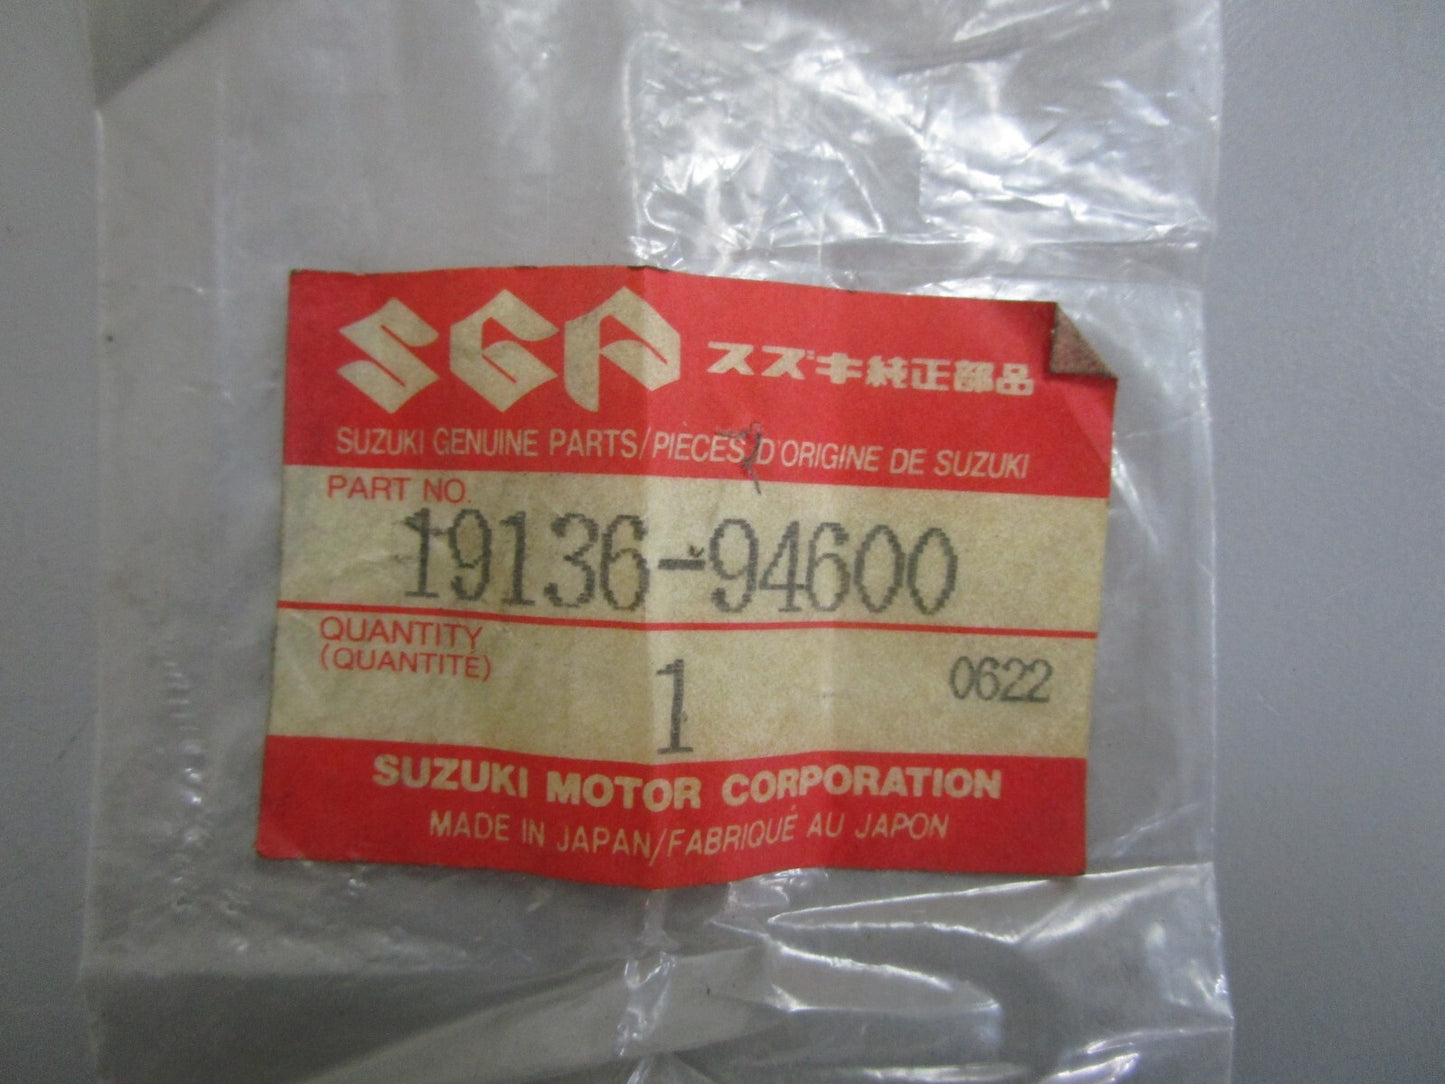 SGP スズキ純正部品
SUZUKI GENUINE PARTS/PIECES D'ORIGINE DE SUZUKI
PART NO.
19136-94600
QUANTITY
(QUANTITÉ)
1
0622
SUZUKI MOTOR CORPORATION
MADE IN JAPAN/FABRIQUÉ AU JAPON